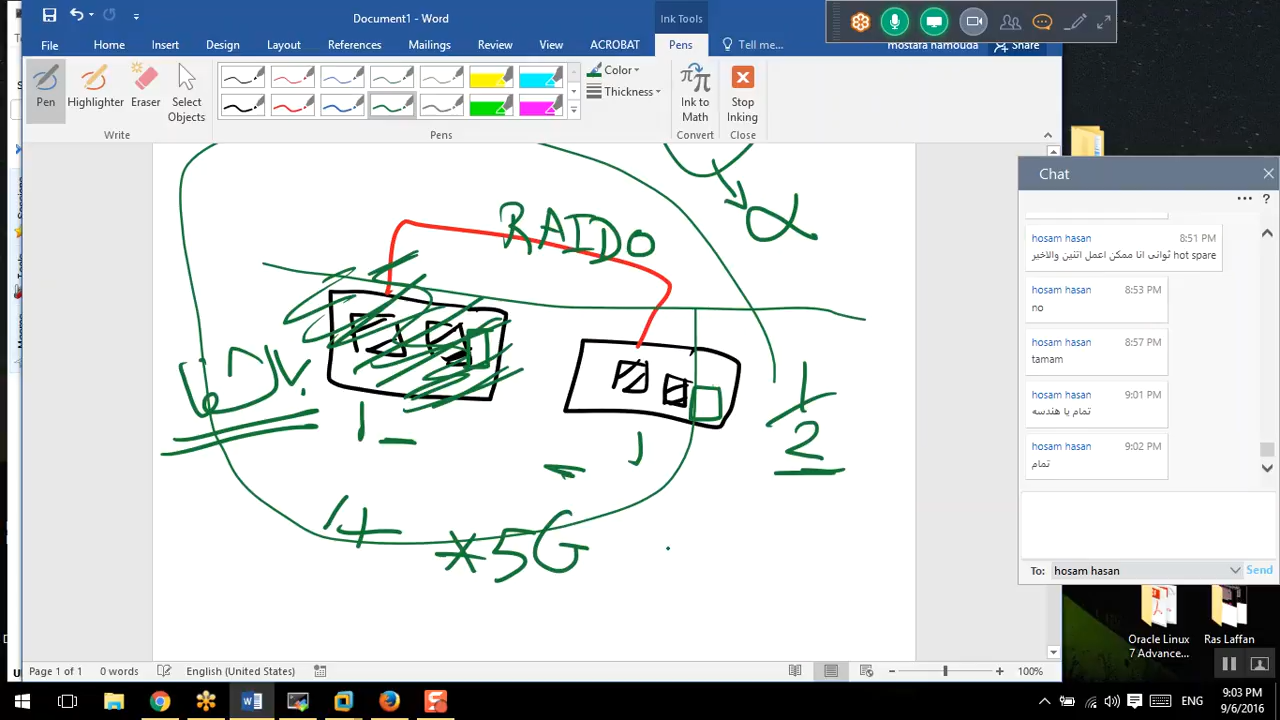 Document1 - Word
Ink Tools
mostafa hamouda
Share
File
Home
Insert
Design
Layout
References
Mailings
Review
View
ACROBAT
Pens
Tell me...
Pen
Highlighter
Eraser
Select Objects
Color
Thickness
Ink to Math
Stop Inking
Write
Pens
Convert
Close
Chat
hosam hasan 8:51 PM
ثوانى انا ممكن اعمل اتنين والاخير hot spare
hosam hasan 8:53 PM
no
hosam hasan 8:57 PM
tamam
hosam hasan 9:01 PM
تمام يا هندسه
hosam hasan 9:02 PM
تمام
To: hosam hasan
Send
α
RAIDO
1
1
2
4 *5G
Oracle Linux 7 Advance...
Ras Laffan
Page 1 of 1
0 words
English (United States)
100%
ENG
9:03 PM
9/6/2016